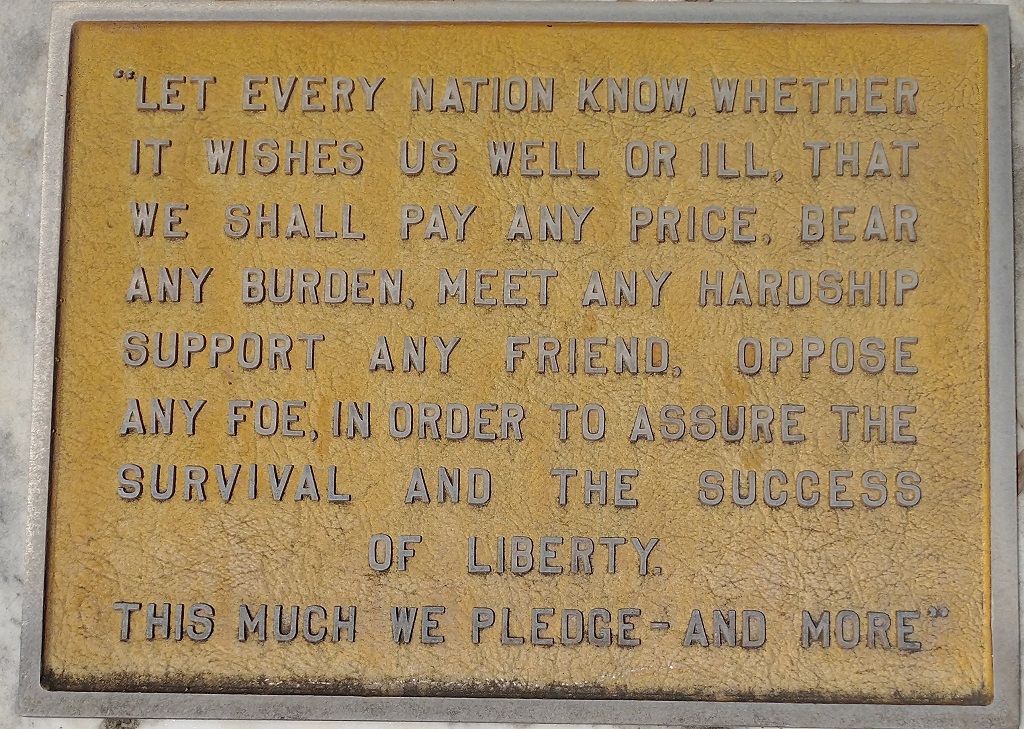 "LET EVERY NATION KNOW, WHETHER
IT WISHES US WELL OR ILL, THAT
WE SHALL PAY ANY PRICE, BEAR
ANY BURDEN, MEET ANY HARDSHIP
SUPPORT ANY FRIEND, OPPOSE
ANY FOE, IN ORDER TO ASSURE THE
SURVIVAL AND THE SUCCESS
OF LIBERTY.
THIS MUCH WE PLEDGE - AND MORE"